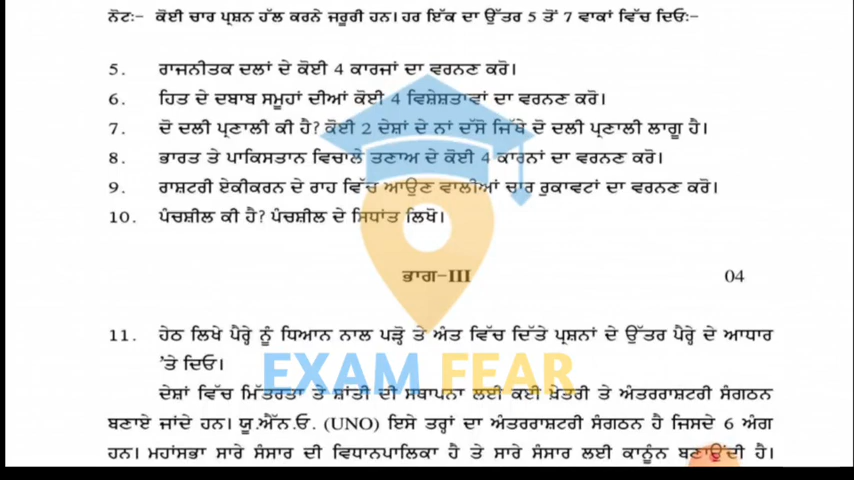 ਨੋਟ:- ਕੋਈ ਚਾਰ ਪ੍ਰਸ਼ਨ ਹੱਲ ਕਰਨੇ ਜਰੂਰੀ ਹਨ। ਹਰ ਇੱਕ ਦਾ ਉੱਤਰ 5 ਤੋਂ 7 ਵਾਕਾਂ ਵਿੱਚ ਦਿਓ:-
5. ਰਾਜਨੀਤਕ ਦਲਾਂ ਦੇ ਕੋਈ 4 ਕਾਰਜਾਂ ਦਾ ਵਰਨਣ ਕਰੋ।
6. ਹਿਤ ਦੇ ਦਬਾਬ ਸਮੂਹਾਂ ਦੀਆਂ ਕੋਈ 4 ਵਿਸ਼ੇਸ਼ਤਾਵਾਂ ਦਾ ਵਰਨਣ ਕਰੋ।
7. ਦੋ ਦਲੀ ਪ੍ਰਣਾਲੀ ਕੀ ਹੈ? ਕੋਈ 2 ਦੇਸ਼ਾਂ ਦੇ ਨਾਂ ਦੱਸੋ ਜਿੱਥੇ ਦੋ ਦਲੀ ਪ੍ਰਣਾਲੀ ਲਾਗੂ ਹੈ।
8. ਭਾਰਤ ਤੇ ਪਾਕਿਸਤਾਨ ਵਿਚਾਲੇ ਤਣਾਅ ਦੇ ਕੋਈ 4 ਕਾਰਨਾਂ ਦਾ ਵਰਨਣ ਕਰੋ।
9. ਰਾਸ਼ਟਰੀ ਏਕੀਕਰਨ ਦੇ ਰਾਹ ਵਿੱਚ ਆਉਣ ਵਾਲੀਆਂ ਚਾਰ ਰੁਕਾਵਟਾਂ ਦਾ ਵਰਨਣ ਕਰੋ।
10. ਪੰਚਸ਼ੀਲ ਕੀ ਹੈ? ਪੰਚਸ਼ੀਲ ਦੇ ਸਿਧਾਂਤ ਲਿਖੋ।
ਭਾਗ-III 04
11. ਹੇਠ ਲਿਖੇ ਪੈਰ੍ਹੇ ਨੂੰ ਧਿਆਨ ਨਾਲ ਪੜ੍ਹੋ ਤੇ ਅੰਤ ਵਿੱਚ ਦਿੱਤੇ ਪ੍ਰਸ਼ਨਾਂ ਦੇ ਉੱਤਰ ਪੈਰ੍ਹੇ ਦੇ ਆਧਾਰ
'ਤੇ ਦਿਓ।
EXAM FEAR
ਦੇਸ਼ਾਂ ਵਿੱਚ ਮਿੱਤਰਤਾ ਤੇ ਸ਼ਾਂਤੀ ਦੀ ਸਥਾਪਨਾ ਲਈ ਕਈ ਖ਼ੇਤਰੀ ਤੇ ਅੰਤਰਰਾਸ਼ਟਰੀ ਸੰਗਠਨ
ਬਣਾਏ ਜਾਂਦੇ ਹਨ। ਯੂ.ਐੱਨ.ਓ. (UNO) ਇਸੇ ਤਰ੍ਹਾਂ ਦਾ ਅੰਤਰਰਾਸ਼ਟਰੀ ਸੰਗਠਨ ਹੈ ਜਿਸਦੇ 6 ਅੰਗ
ਹਨ। ਮਹਾਂਸਭਾ ਸਾਰੇ ਸੰਸਾਰ ਦੀ ਵਿਧਾਨਪਾਲਿਕਾ ਹੈ ਤੇ ਸਾਰੇ ਸੰਸਾਰ ਲਈ ਕਾਨੂੰਨ ਬਣਾਉਂਦੀ ਹੈ।